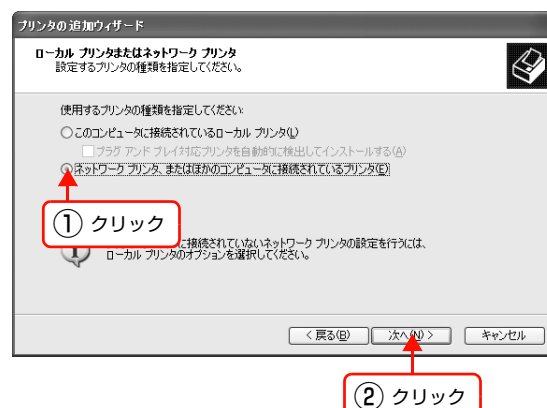 プリンタの追加ウィザード
ローカル プリンタまたはネットワーク プリンタ
設定するプリンタの種類を指定してください。
使用するプリンタの種類を指定してください:
このコンピュータに接続されているローカル プリンタ(L)
プラグ アンド プレイ対応プリンタを自動的に検出してインストールする(A)
ネットワーク プリンタ、またはほかのコンピュータに接続されているプリンタ(E)
① クリック
に接続されていないネットワーク プリンタの設定を行うには、
ローカル プリンタのオプションを選択してください。
< 戻る(B)
次へ(N) >
キャンセル
② クリック